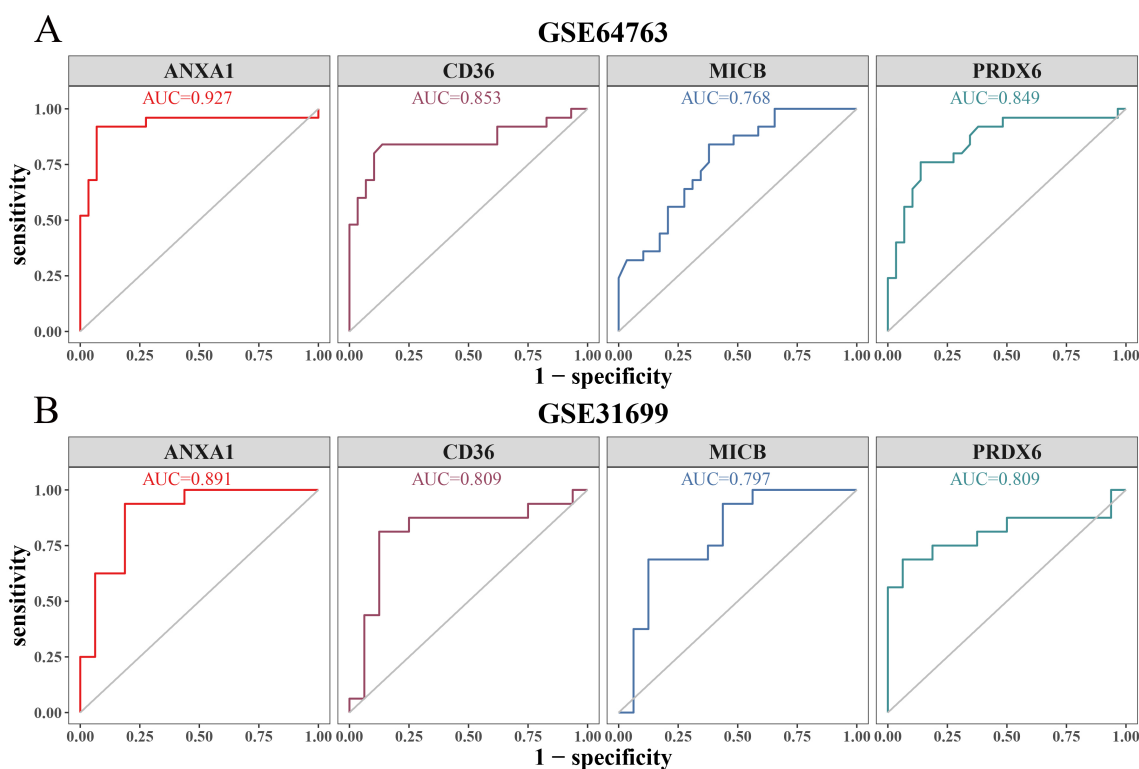 A
GSE64763
ANXA1 CD36 MICB PRDX6
AUC=0.927 AUC=0.853 AUC=0.768 AUC=0.849
sensitivity
1.00
0.75
0.50
0.25
0.00
0.00 0.25 0.50 0.75 1.00 0.00 0.25 0.50 0.75 1.00 0.00 0.25 0.50 0.75 1.00 0.00 0.25 0.50 0.75 1.00
1 − specificity
B
GSE31699
ANXA1 CD36 MICB PRDX6
AUC=0.891 AUC=0.809 AUC=0.797 AUC=0.809
sensitivity
1.00
0.75
0.50
0.25
0.00
0.00 0.25 0.50 0.75 1.00 0.00 0.25 0.50 0.75 1.00 0.00 0.25 0.50 0.75 1.00 0.00 0.25 0.50 0.75 1.00
1 − specificity